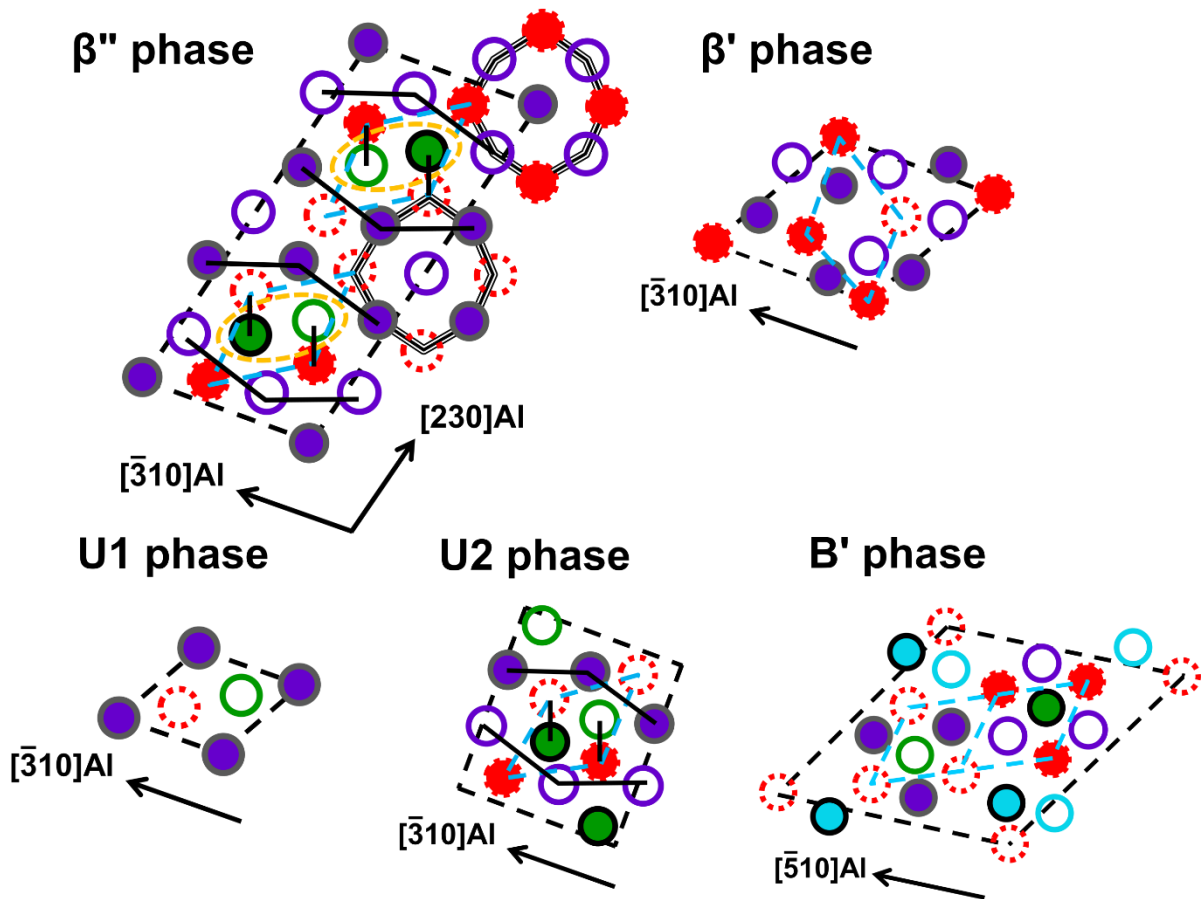 β" phase
β' phase
[230]Al
[3̅10]Al
[3̅10]Al
U1 phase
U2 phase
B' phase
[3̅10]Al
[3̅10]Al
[5̅10]Al